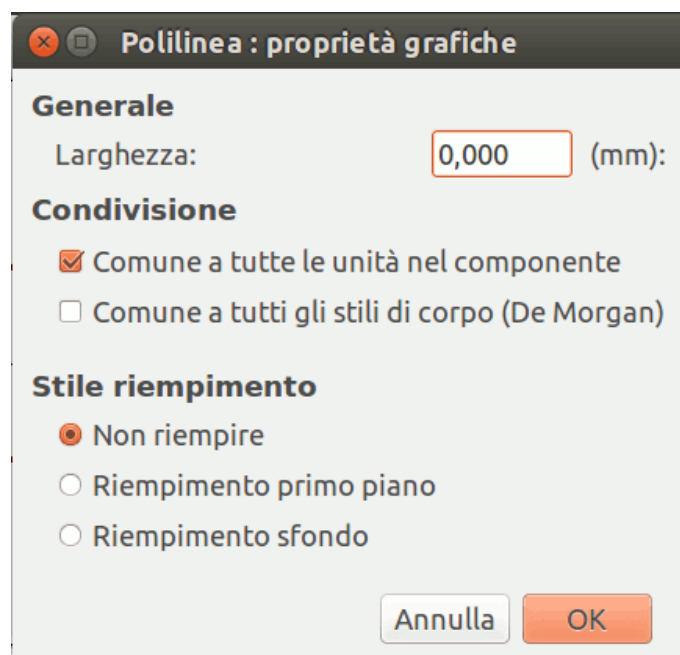 Polilinea : proprietà grafiche
Generale
Larghezza: 0,000 (mm):
Condivisione
Comune a tutte le unità nel componente
Comune a tutti gli stili di corpo (De Morgan)
Stile riempimento
Non riempire
Riempimento primo piano
Riempimento sfondo
Annulla OK